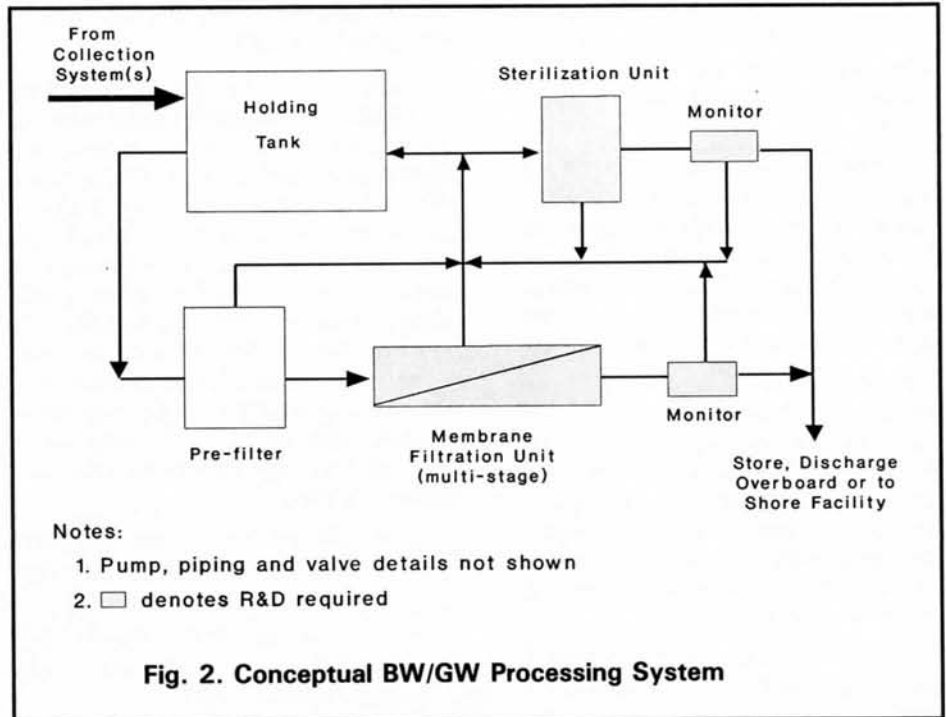 From
Collection
System(s)
Holding
Tank
Sterilization Unit
Monitor
Pre-filter
Membrane
Filtration Unit
(multi-stage)
Monitor
Store, Discharge
Overboard or to
Shore Facility
Notes:
1. Pump, piping and valve details not shown
2. denotes R&D required
Fig. 2. Conceptual BW/GW Processing System